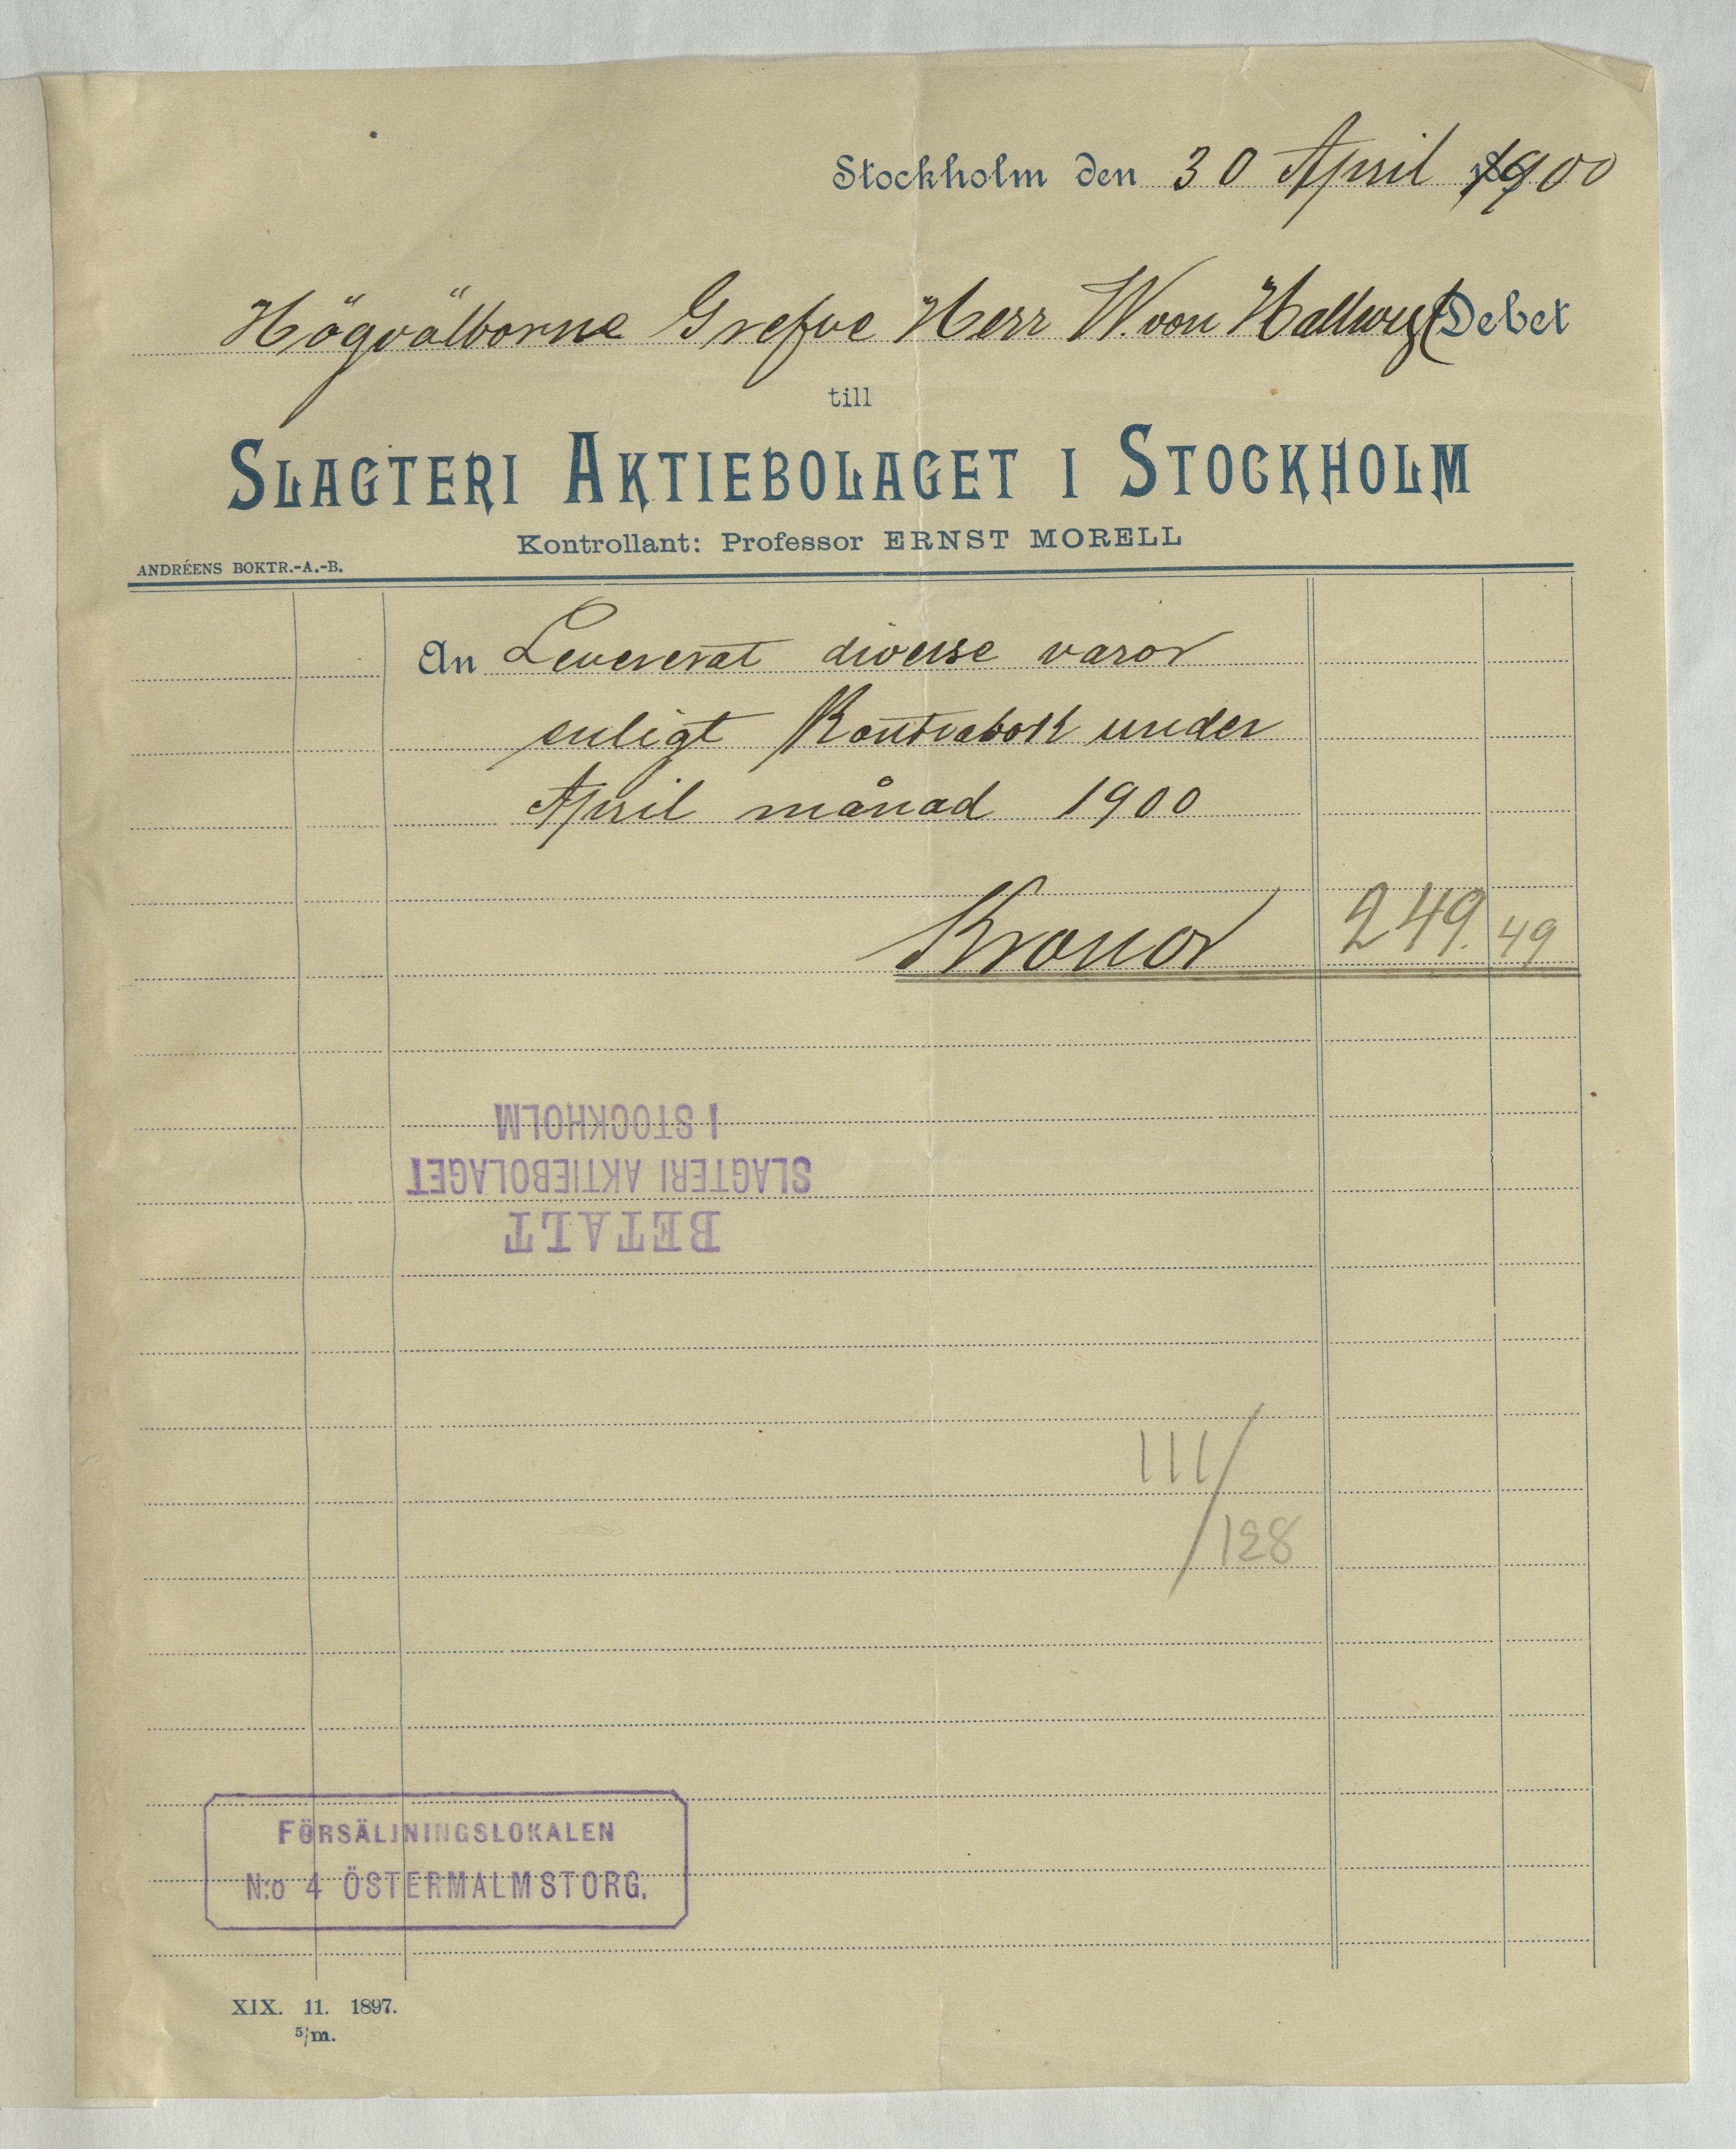 Stockholm den 30 April 1900
Högvälborne Grefve Herr W. von Hallwyl Debet
till
SLAGTERI AKTIEBOLAGET I STOCKHOLM
Kontrollant: Professor ERNST MORELL
ANDRÉENS BOKTR.-A.-B.
An Levererat diverse varor
enligt Kontrabok under
April månad 1900
Kronor 249.49
BETALT
SLAGTERI AKTIEBOLAGET
I STOCKHOLM
111/128
FÖRSÄLJNINGSLOKALEN
N:o 4 ÖSTERMALMSTORG.
XIX. 11. 1897.
5/m.